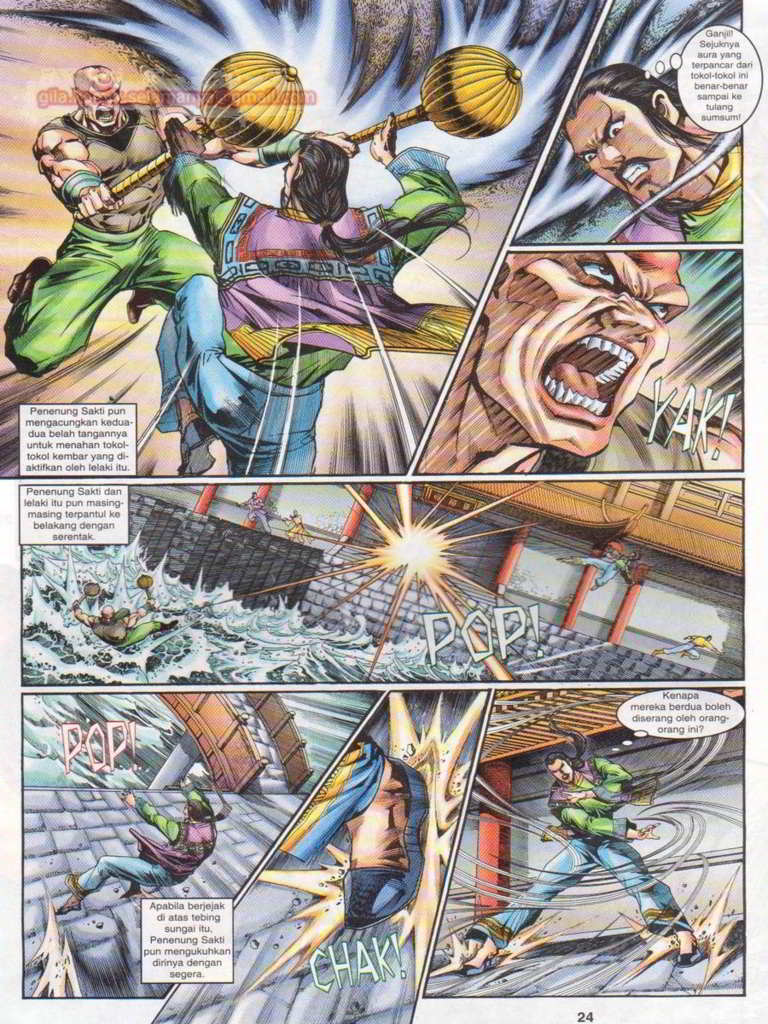 Ganjil!
Sejuknya
aura yang
terpancar dari
tokol-tokol ini
benar-benar
sampai ke
tulang
sumsum!
Penenung Sakti pun
mengacungkan kedua-
dua belah tangannya
untuk menahan tokol-
tokol kembar yang di-
aktifkan oleh lelaki itu.
YAK!
Penenung Sakti dan
lelaki itu pun masing-
masing terpantul ke
belakang dengan
serentak.
POP!
POP!
Apabila berjejak
di atas tebing
sungai itu,
Penenung Sakti
pun mengukuhkan
dirinya dengan
segera.
CHAK!
Kenapa
mereka berdua boleh
diserang oleh orang-
orang ini?
24